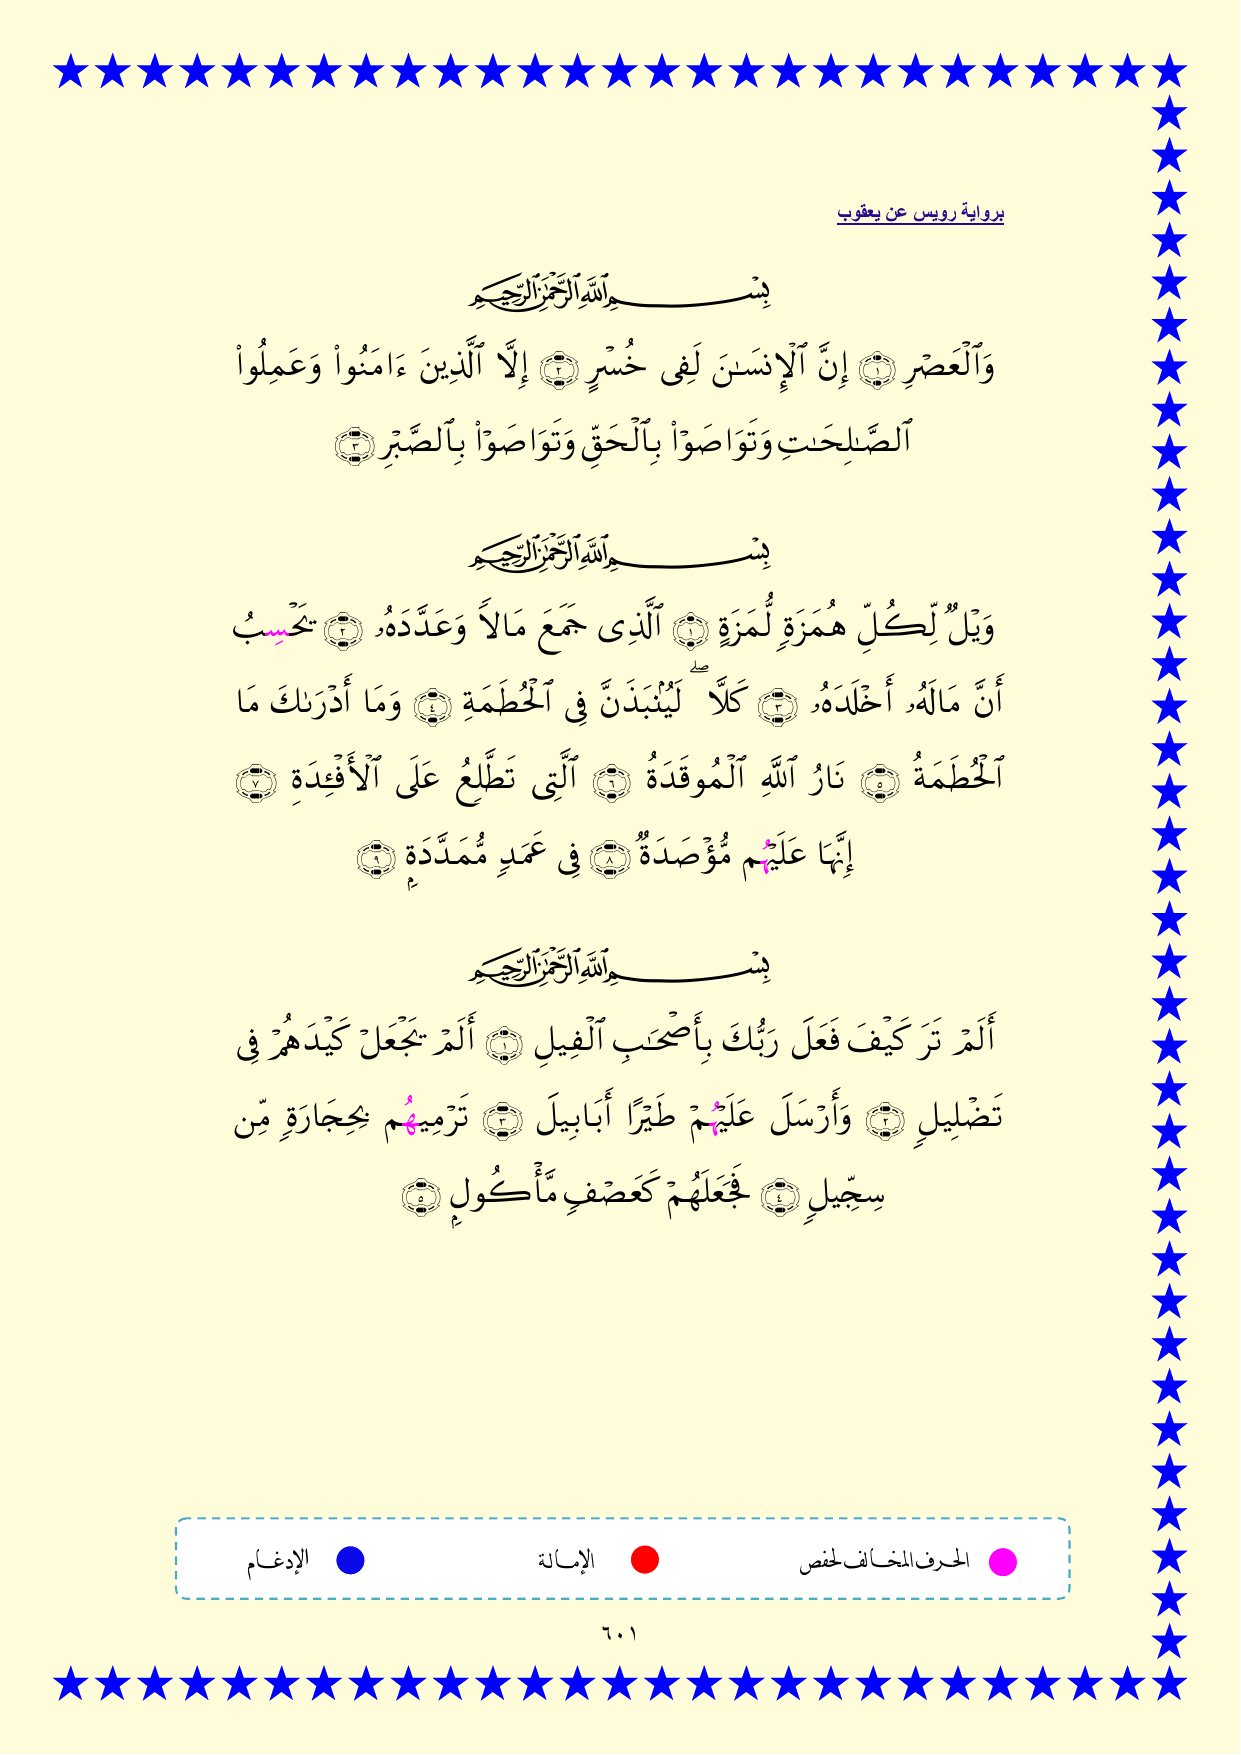 برواية رويس عن يعقوب
بِسْمِ ٱللَّهِ ٱلرَّحْمَٰنِ ٱلرَّحِيمِ
وَٱلۡعَصۡرِ ١ إِنَّ ٱلۡإِنسَـٰنَ لَفِى خُسۡرٍ ٢ إِلَّا ٱلَّذِينَ ءَامَنُواْ وَعَمِلُواْ
ٱلصَّـٰلِحَـٰتِ وَتَوَاصَوۡاْ بِٱلۡحَقِّ وَتَوَاصَوۡاْ بِٱلصَّبۡرِ ٣
بِسْمِ ٱللَّهِ ٱلرَّحْمَٰنِ ٱلرَّحِيمِ
وَيۡلٌ لِّكُلِّ هُمَزَةٍ لُّمَزَةٍ ١ ٱلَّذِى جَمَعَ مَالاً وَعَدَّدَهُۥ ٢ يَحۡسِبُ
أَنَّ مَالَهُۥ أَخۡلَدَهُۥ ٣ كَلَّاۖ لَيُنۢبَذَنَّ فِى ٱلۡحُطَمَةِ ٤ وَمَا أَدۡرَىٰكَ مَا
ٱلۡحُطَمَةُ ٥ نَارُ ٱللَّهِ ٱلۡمُوقَدَةُ ٦ ٱلَّتِى تَطَّلِعُ عَلَى ٱلۡأَفۡـِٔدَةِ ٧
إِنَّهَا عَلَيۡهُم مُّؤۡصَدَةٌ ٨ فِى عَمَدٍ مُّمَدَّدَةِۭ ٩
بِسْمِ ٱللَّهِ ٱلرَّحْمَٰنِ ٱلرَّحِيمِ
أَلَمۡ تَرَ كَيۡفَ فَعَلَ رَبُّكَ بِأَصۡحَـٰبِ ٱلۡفِيلِ ١ أَلَمۡ يَجۡعَلۡ كَيۡدَهُمۡ فِى
تَضۡلِيلٍ ٢ وَأَرۡسَلَ عَلَيۡهُمۡ طَيۡرًا أَبَابِيلَ ٣ تَرۡمِيهُم بِحِجَارَةٍ مِّن
سِجِّيلٍ ٤ فَجَعَلَهُمۡ كَعَصۡفٍ مَّأۡكُولِۭ ٥
الحرف المخالف لحفص الإمالة الإدغام
٦٠١